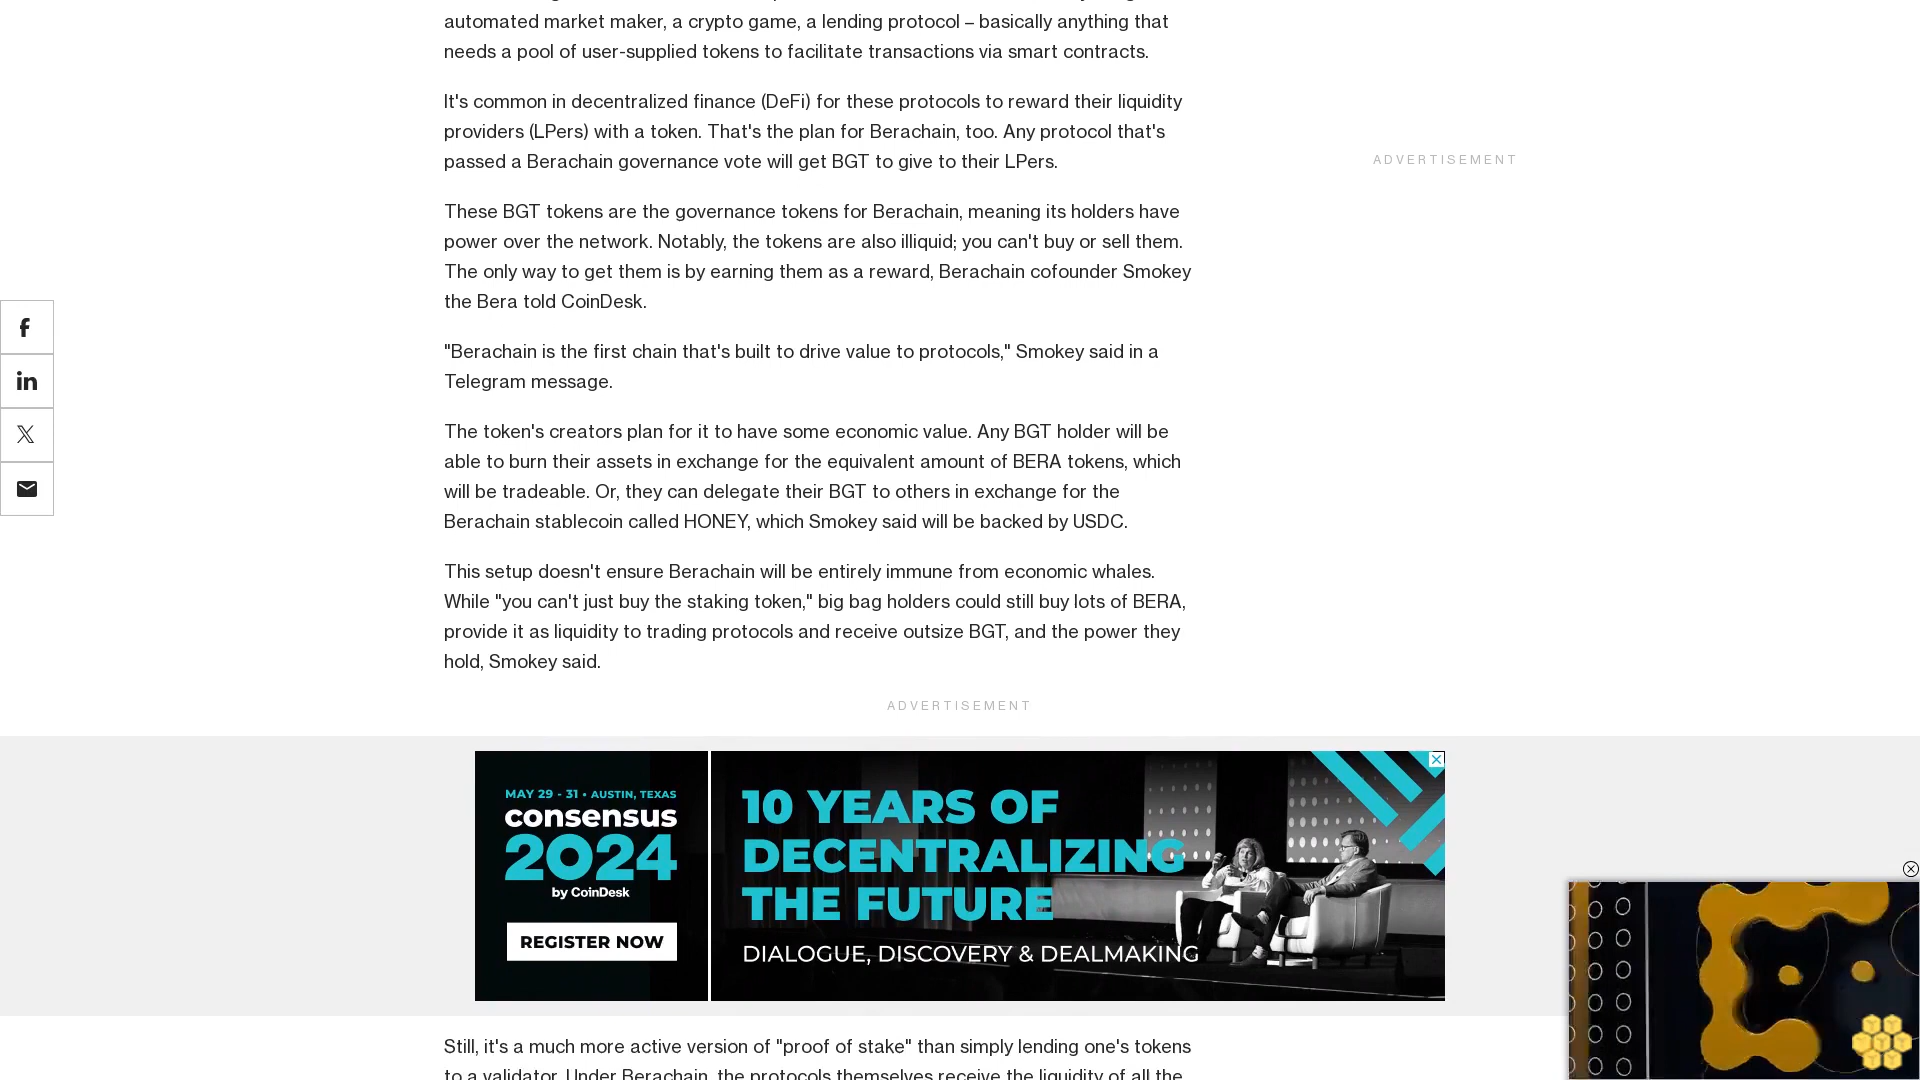 automated market maker, a crypto game, a lending protocol – basically anything that
needs a pool of user-supplied tokens to facilitate transactions via smart contracts.
It's common in decentralized finance (DeFi) for these protocols to reward their liquidity
providers (LPers) with a token. That's the plan for Berachain, too. Any protocol that's
passed a Berachain governance vote will get BGT to give to their LPers.
ADVERTISEMENT
These BGT tokens are the governance tokens for Berachain, meaning its holders have
power over the network. Notably, the tokens are also illiquid; you can't buy or sell them.
The only way to get them is by earning them as a reward, Berachain cofounder Smokey
the Bera told CoinDesk.
"Berachain is the first chain that's built to drive value to protocols," Smokey said in a
Telegram message.
The token's creators plan for it to have some economic value. Any BGT holder will be
able to burn their assets in exchange for the equivalent amount of BERA tokens, which
will be tradeable. Or, they can delegate their BGT to others in exchange for the
Berachain stablecoin called HONEY, which Smokey said will be backed by USDC.
This setup doesn't ensure Berachain will be entirely immune from economic whales.
While "you can't just buy the staking token," big bag holders could still buy lots of BERA,
provide it as liquidity to trading protocols and receive outsize BGT, and the power they
hold, Smokey said.
ADVERTISEMENT
MAY 29 - 31 • AUSTIN, TEXAS
consensus
2024
by CoinDesk
REGISTER NOW
10 YEARS OF
DECENTRALIZING
THE FUTURE
DIALOGUE, DISCOVERY & DEALMAKING
Still, it's a much more active version of "proof of stake" than simply lending one's tokens
to a validator. Under Berachain, the protocols themselves receive the liquidity of all the